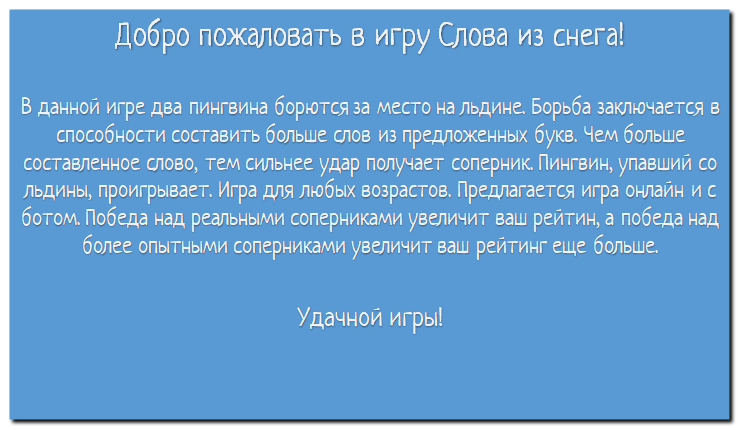 Добро пожаловать в игру Слова из снега!
В данной игре два пингвина борются за место на льдине. Борьба заключается в
способности составить больше слов из предложенных букв. Чем больше
составленное слово, тем сильнее удар получает соперник. Пингвин, упавший со
льдины, проигрывает. Игра для любых возрастов. Предлагается игра онлайн и с
ботом. Победа над реальными соперниками увеличит ваш рейтин, а победа над
более опытными соперниками увеличит ваш рейтинг еще больше.
Удачной игры!